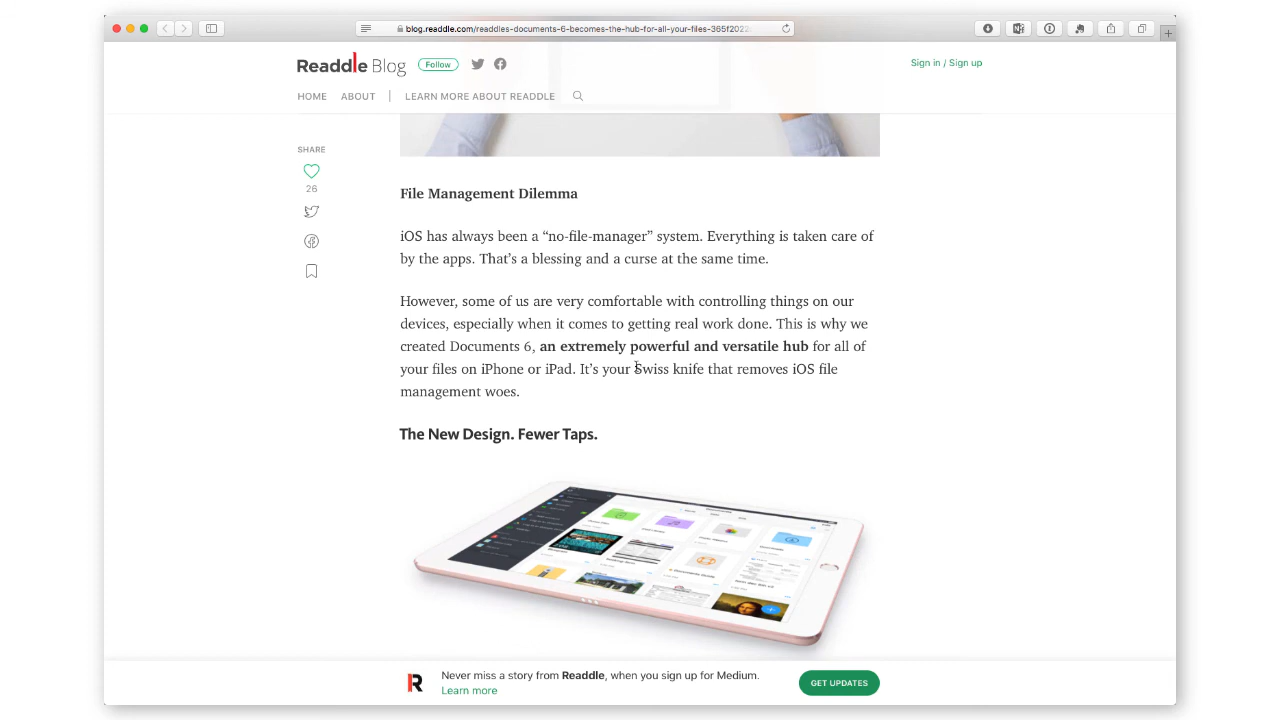 blog.readdle.com/readdles-documents-6-becomes-the-hub-for-all-your-files-365f2022
Readdle Blog
Follow
Sign in / Sign up
HOME
ABOUT
LEARN MORE ABOUT READDLE
SHARE
26
File Management Dilemma
iOS has always been a “no-file-manager” system. Everything is taken care of
by the apps. That’s a blessing and a curse at the same time.
However, some of us are very comfortable with controlling things on our
devices, especially when it comes to getting real work done. This is why we
created Documents 6, an extremely powerful and versatile hub for all of
your files on iPhone or iPad. It’s your Swiss knife that removes iOS file
management woes.
The New Design. Fewer Taps.
Never miss a story from Readdle, when you sign up for Medium.
Learn more
GET UPDATES